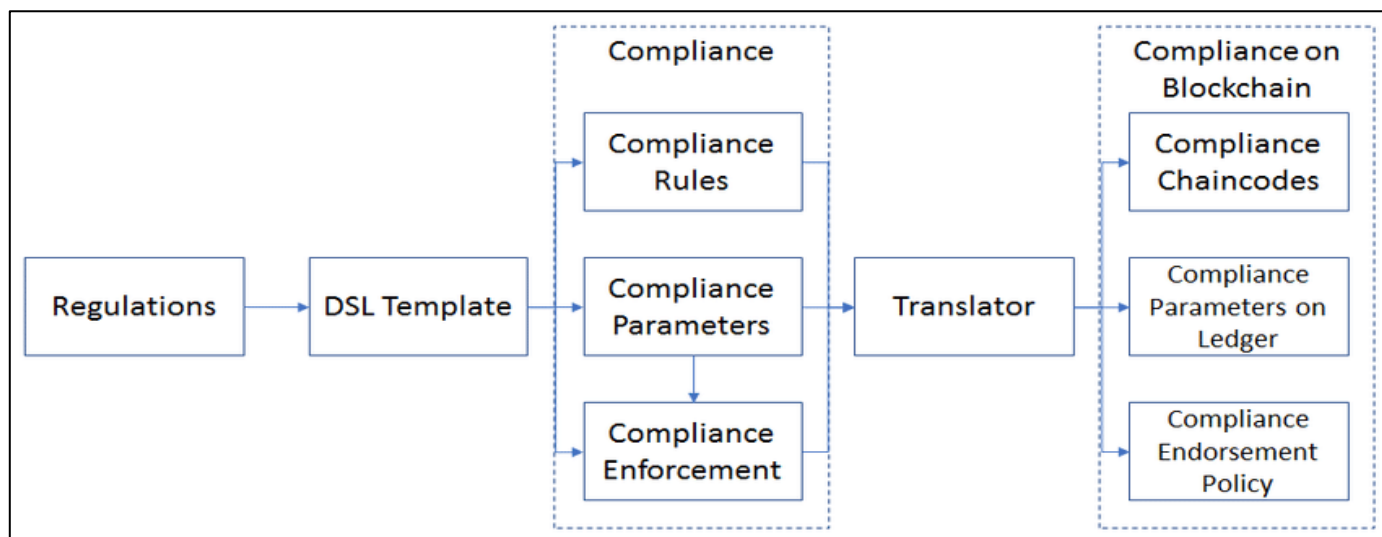 Compliance
Compliance on
Blockchain
Compliance
Rules
Compliance
Chaincodes
Regulations
DSL Template
Compliance
Parameters
Translator
Compliance
Parameters on
Ledger
Compliance
Enforcement
Compliance
Endorsement
Policy